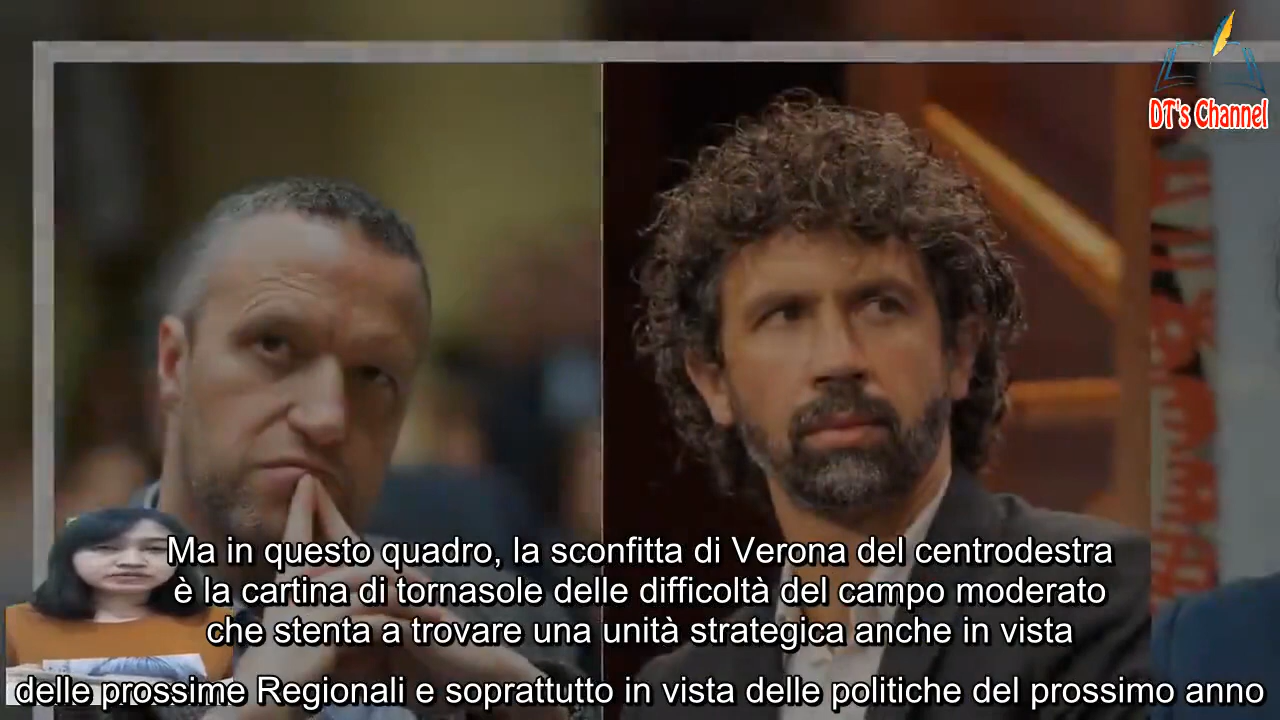 DT's Channel
Ma in questo quadro, la sconfitta di Verona del centrodestra
è la cartina di tornasole delle difficoltà del campo moderato
che stenta a trovare una unità strategica anche in vista
delle prossime Regionali e soprattutto in vista delle politiche del prossimo anno